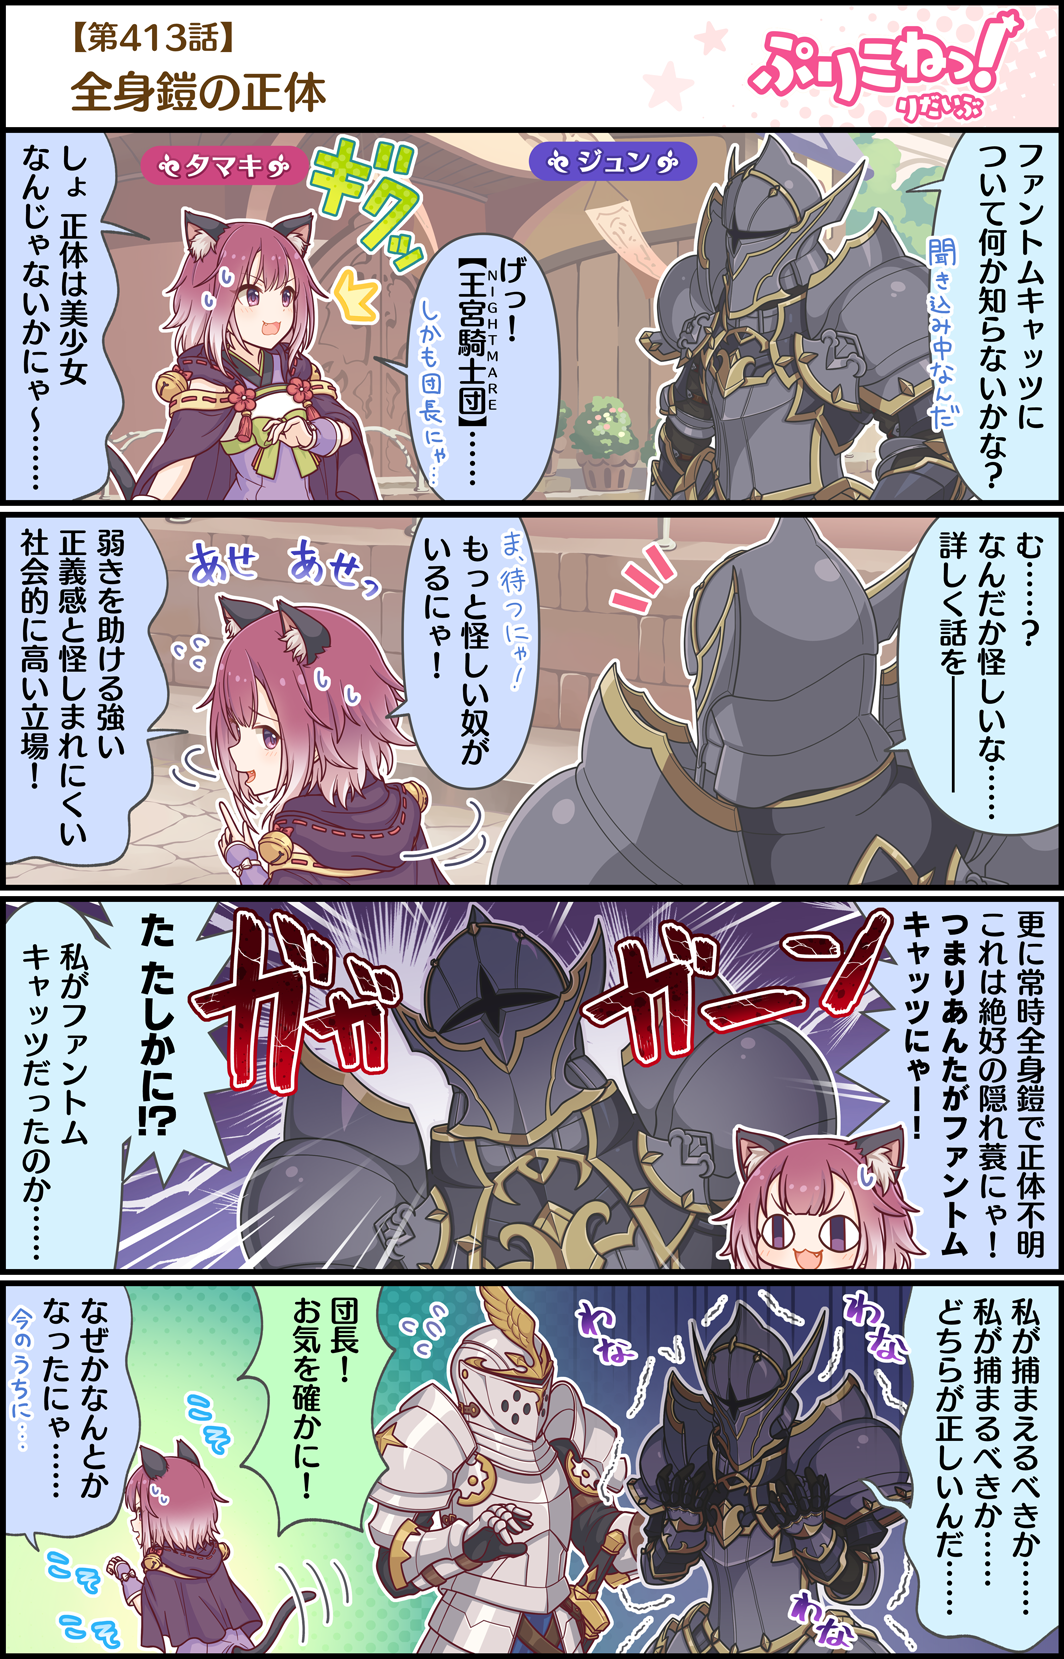 【第413話】
全身鎧の正体
ぷりこねっ!
りだいぶ
ジュン
タマキ
ファントムキャッツに
ついて何か知らないかな?
聞き込み中なんだ
ギクッ
げっ!
【王宮騎士団】……
NIGHTMARE
しかも団長にゃ…
しょ 正体は美少女
なんじゃないかにゃ〜……
む……?
なんだか怪しいな……
詳しく話を――
ま、待つにゃ!
もっと怪しい奴が
いるにゃ!
あせ あせっ
弱きを助ける強い
正義感と怪しまれにくい
社会的に高い立場!
更に常時全身鎧で正体不明
これは絶好の隠れ蓑にゃ!
つまりあんたがファントム
キャッツにゃー!
ガガガーン
た たしかに!?
私がファントム
キャッツだったのか……
私が捕まえるべきか……
私が捕まるべきか……
どちらが正しいんだ……
わな
わな
わな
団長!
お気を確かに!
なぜかなんとか
なったにゃ……
今のうちに…
こそ
こそ
こそ